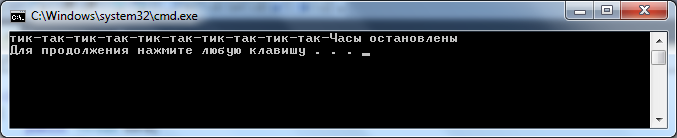 C:\Windows\system32\cmd.exe
тик-так-тик-так-тик-так-тик-так-тик-так-Часы остановлены
Для продолжения нажмите любую клавишу . . . _